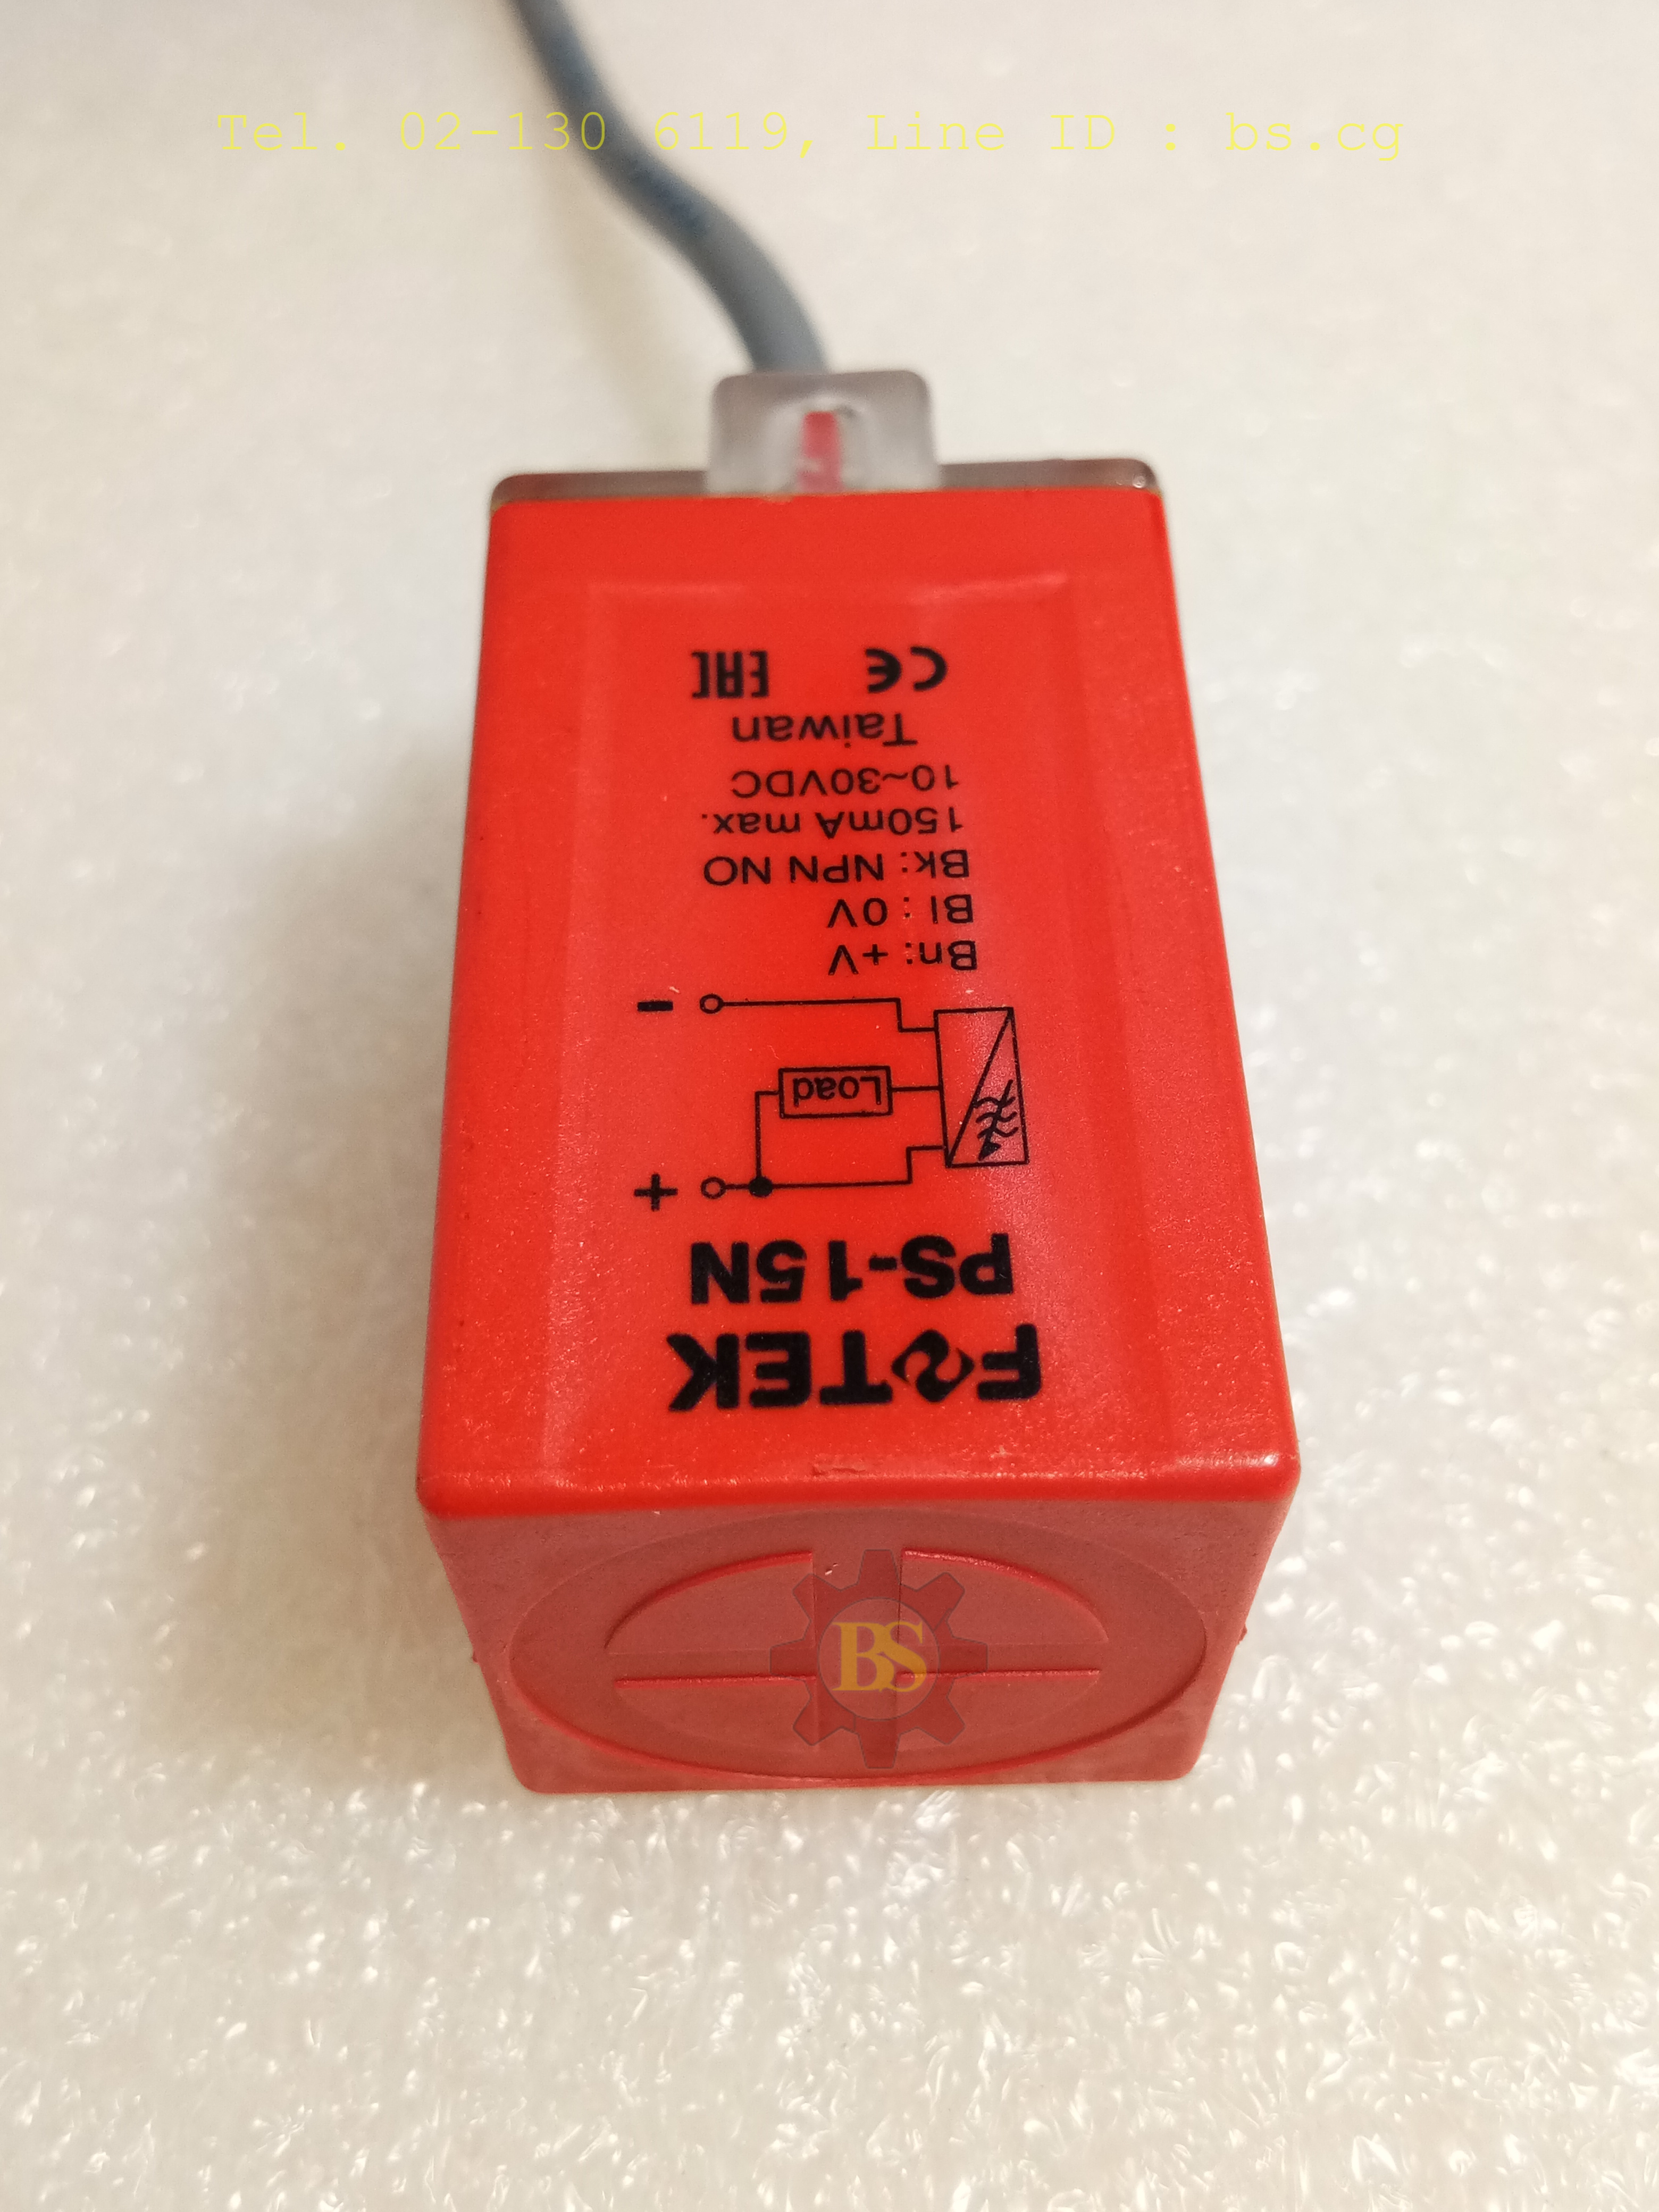 Tel. 02-130 6119, Line ID : bs.cg
FOTEK
PS-15N
+
Load
-
Bn: +V
Bl : 0V
Bk: NPN NO
150mA max.
10~30VDC
Taiwan
CE EAC
BS